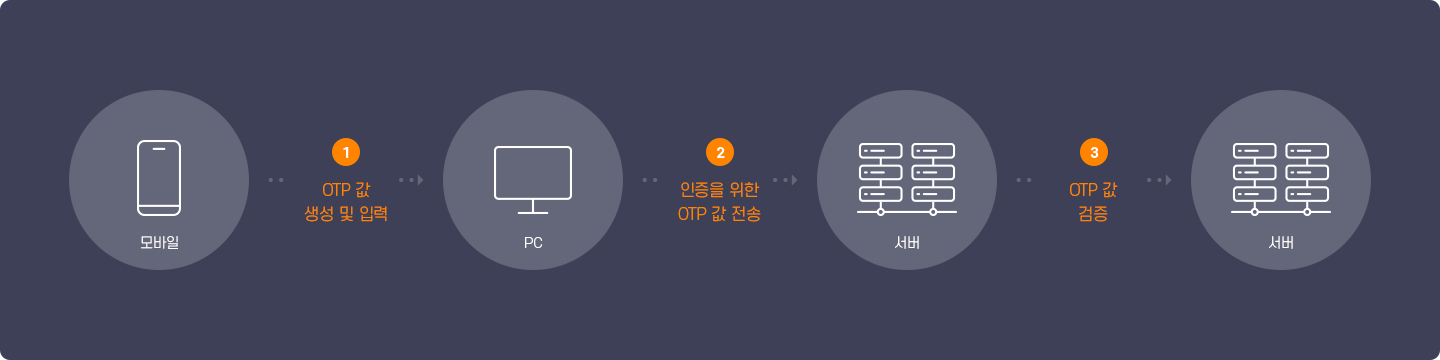 모바일
1
OTP 값
생성 및 입력
PC
2
인증을 위한
OTP 값 전송
서버
3
OTP 값
검증
서버